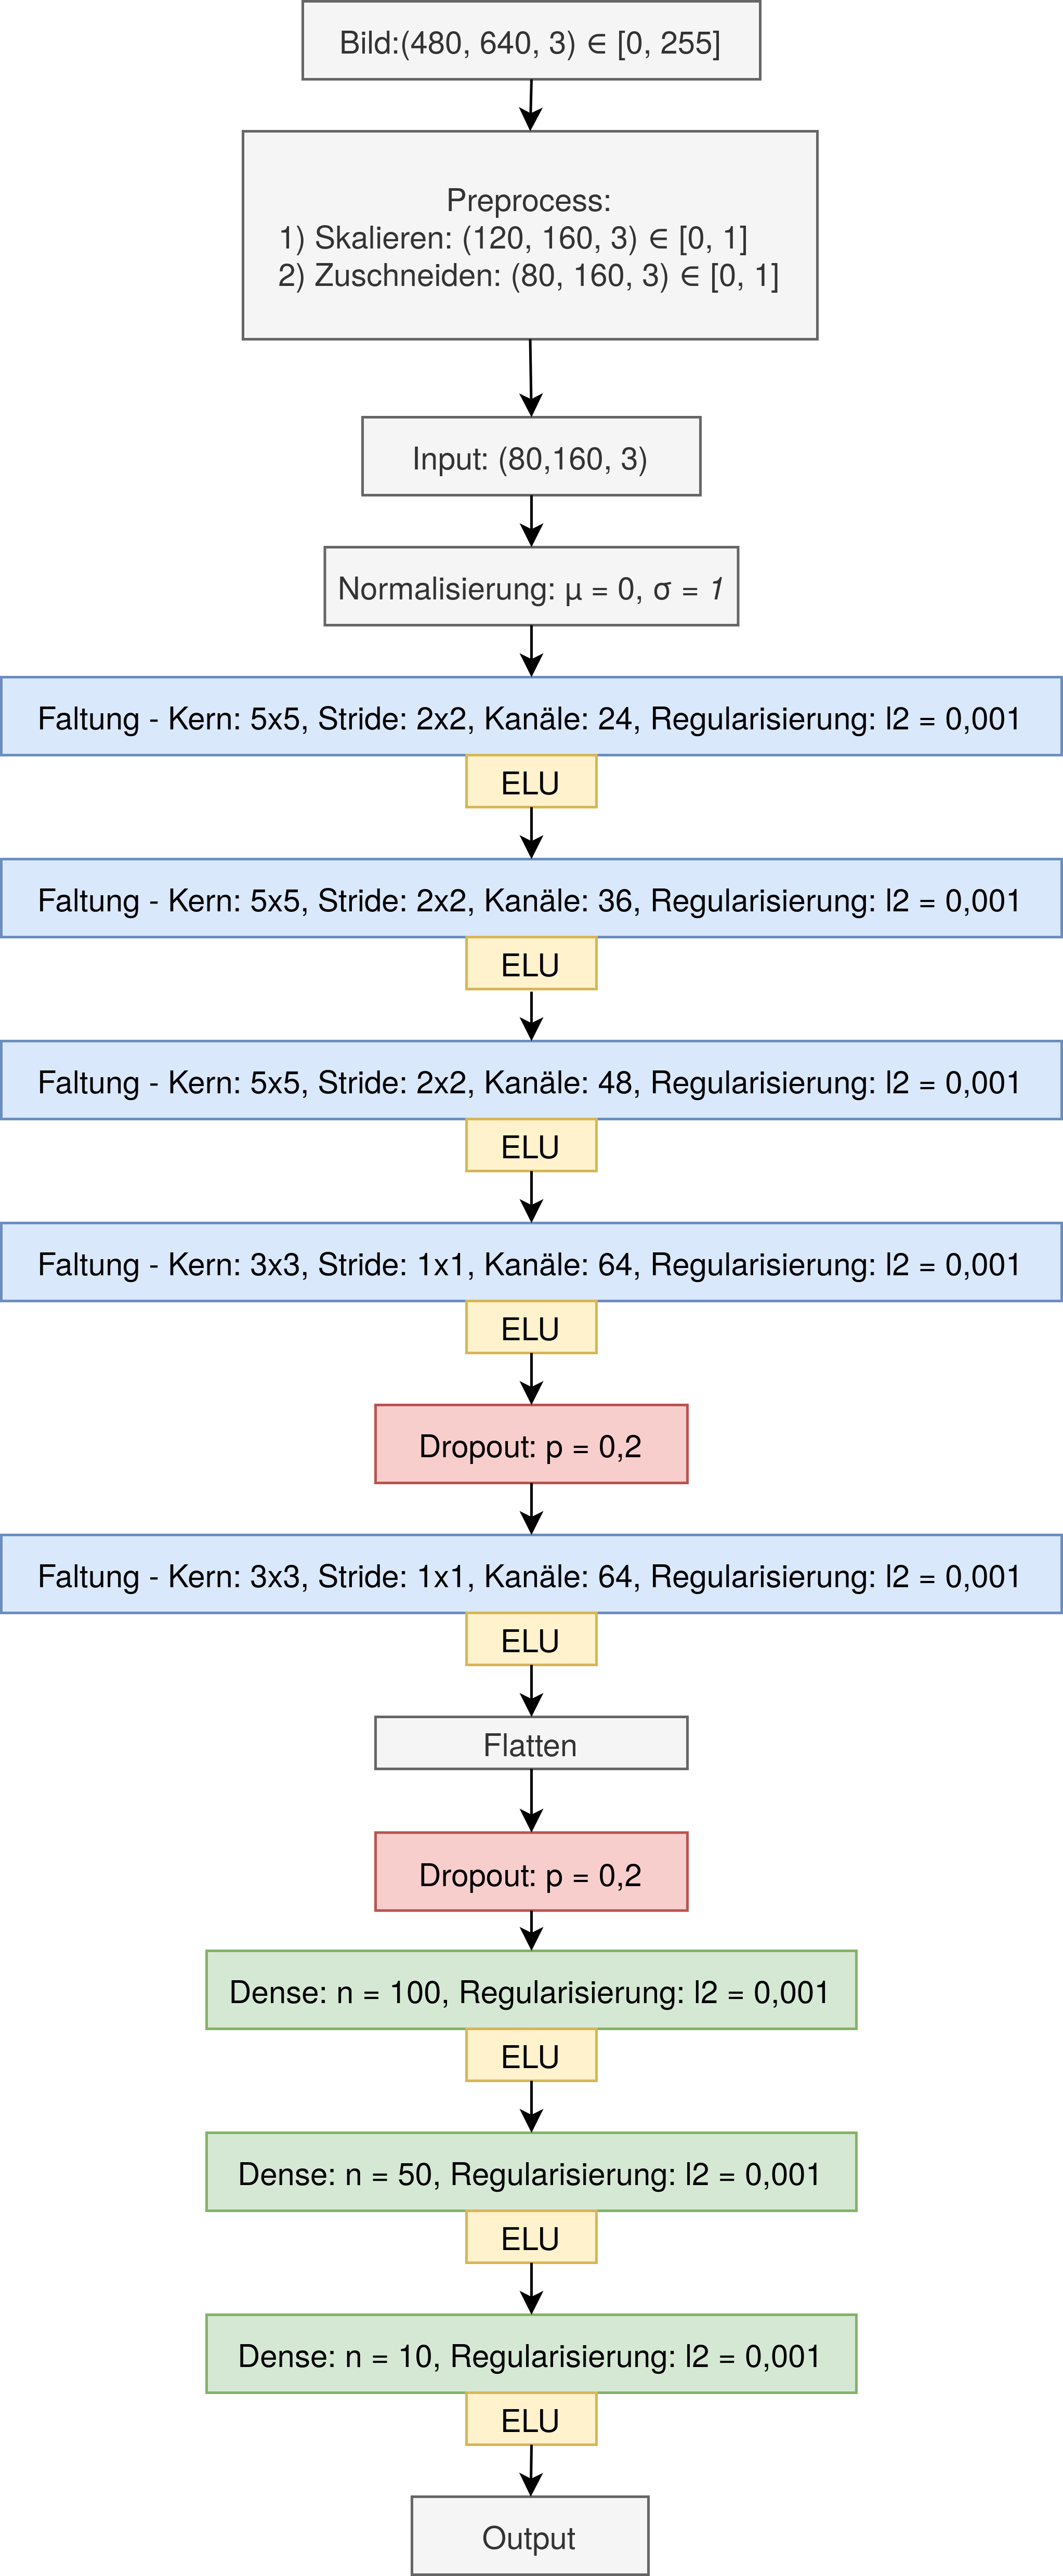 Bild:(480, 640, 3) ∈ [0, 255]
Preprocess:
1) Skalieren: (120, 160, 3) ∈ [0, 1]
2) Zuschneiden: (80, 160, 3) ∈ [0, 1]
Input: (80,160, 3)
Normalisierung: µ = 0, σ = 1
Faltung - Kern: 5x5, Stride: 2x2, Kanäle: 24, Regularisierung: l2 = 0,001
ELU
Faltung - Kern: 5x5, Stride: 2x2, Kanäle: 36, Regularisierung: l2 = 0,001
ELU
Faltung - Kern: 5x5, Stride: 2x2, Kanäle: 48, Regularisierung: l2 = 0,001
ELU
Faltung - Kern: 3x3, Stride: 1x1, Kanäle: 64, Regularisierung: l2 = 0,001
ELU
Dropout: p = 0,2
Faltung - Kern: 3x3, Stride: 1x1, Kanäle: 64, Regularisierung: l2 = 0,001
ELU
Flatten
Dropout: p = 0,2
Dense: n = 100, Regularisierung: l2 = 0,001
ELU
Dense: n = 50, Regularisierung: l2 = 0,001
ELU
Dense: n = 10, Regularisierung: l2 = 0,001
ELU
Output